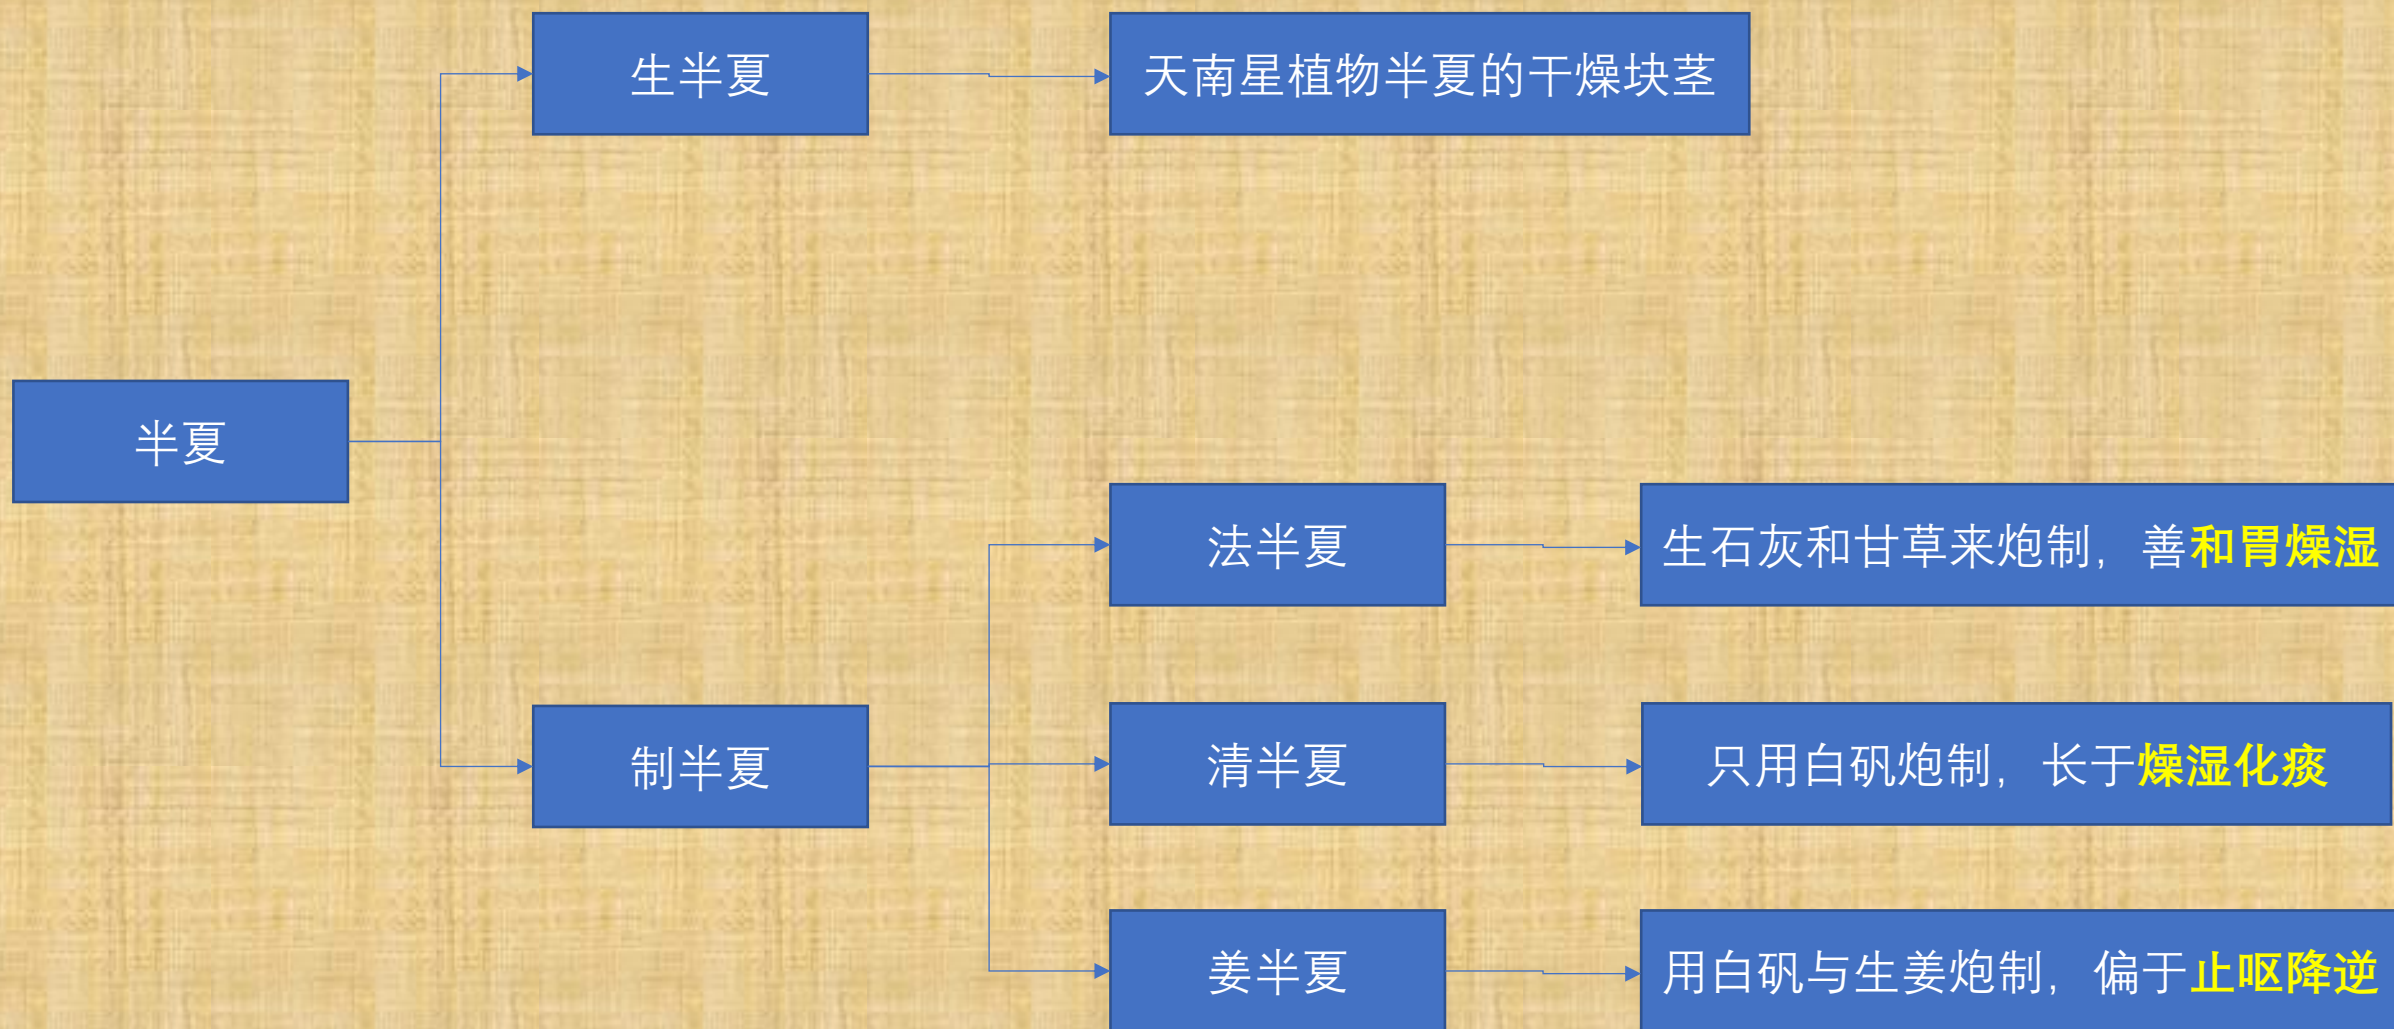 生半夏
天南星植物半夏的干燥块茎
半夏
法半夏
生石灰和甘草来炮制，善和胃燥湿
制半夏
清半夏
只用白矾炮制，长于燥湿化痰
姜半夏
用白矾与生姜炮制，偏于止呕降逆